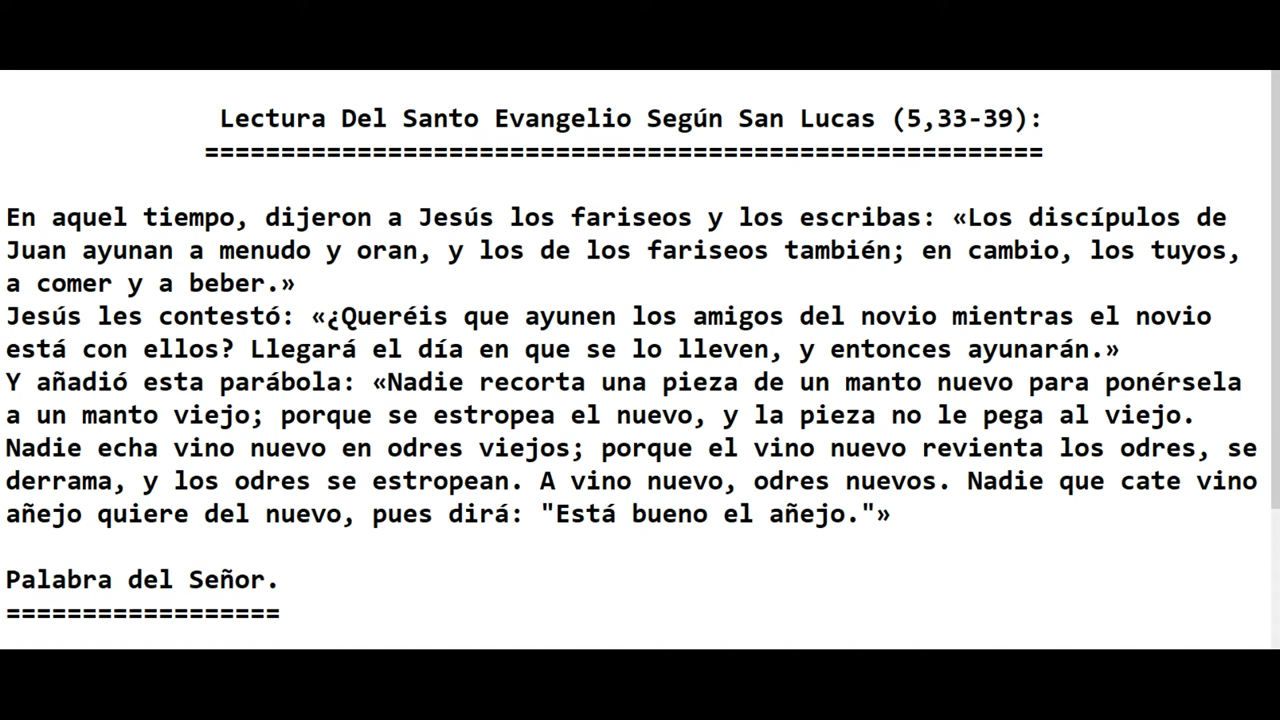 Lectura Del Santo Evangelio Según San Lucas (5,33-39):
=======================================================
En aquel tiempo, dijeron a Jesús los fariseos y los escribas: «Los discípulos de
Juan ayunan a menudo y oran, y los de los fariseos también; en cambio, los tuyos,
a comer y a beber.»
Jesús les contestó: «¿Queréis que ayunen los amigos del novio mientras el novio
está con ellos? Llegará el día en que se lo lleven, y entonces ayunarán.»
Y añadió esta parábola: «Nadie recorta una pieza de un manto nuevo para ponérsela
a un manto viejo; porque se estropea el nuevo, y la pieza no le pega al viejo.
Nadie echa vino nuevo en odres viejos; porque el vino nuevo revienta los odres, se
derrama, y los odres se estropean. A vino nuevo, odres nuevos. Nadie que cate vino
añejo quiere del nuevo, pues dirá: "Está bueno el añejo."»
Palabra del Señor.
==================